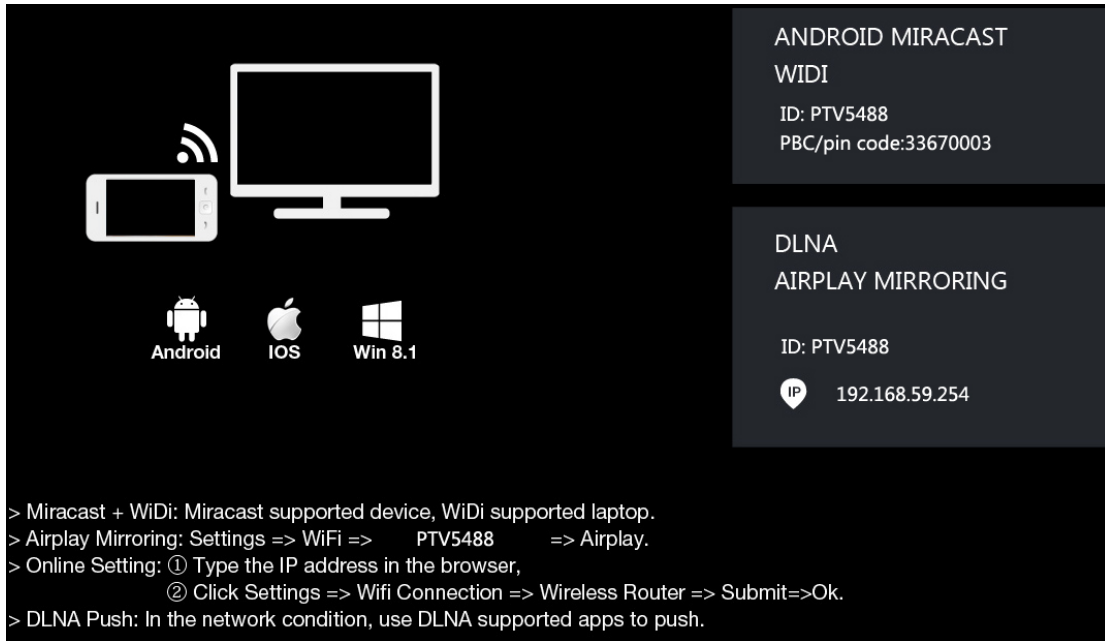 ANDROID MIRACAST
WIDI
ID: PTV5488
PBC/pin code:33670003
DLNA
AIRPLAY MIRRORING
ID: PTV5488
IP 192.168.59.254
Android IOS Win 8.1
> Miracast + WiDi: Miracast supported device, WiDi supported laptop.
> Airplay Mirroring: Settings => WiFi => PTV5488 => Airplay.
> Online Setting: ① Type the IP address in the browser,
② Click Settings => Wifi Connection => Wireless Router => Submit=>Ok.
> DLNA Push: In the network condition, use DLNA supported apps to push.